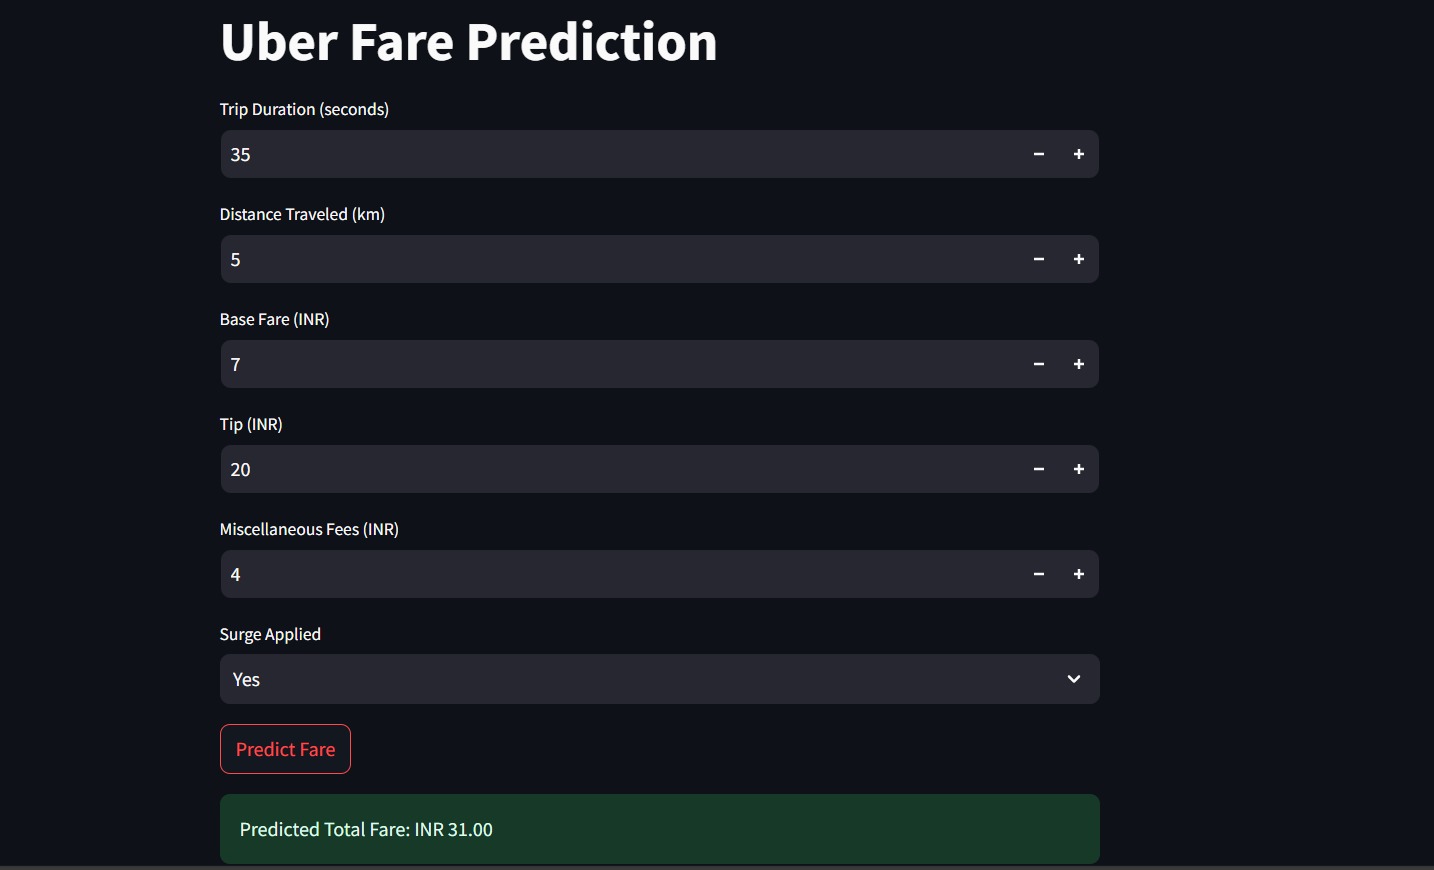 Uber Fare Prediction
Trip Duration (seconds)
35
Distance Traveled (km)
5
Base Fare (INR)
7
Tip (INR)
20
Miscellaneous Fees (INR)
4
Surge Applied
Yes
Predict Fare
Predicted Total Fare: INR 31.00